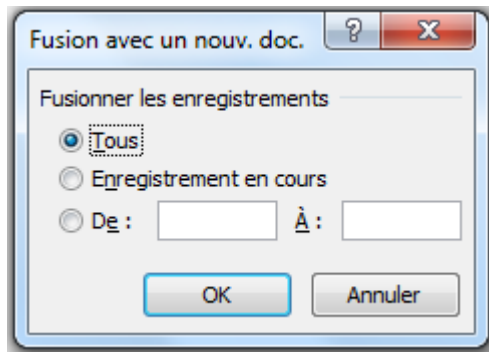 Fusion avec un nouv. doc.
Fusionner les enregistrements
Tous
Enregistrement en cours
De : À :
OK Annuler